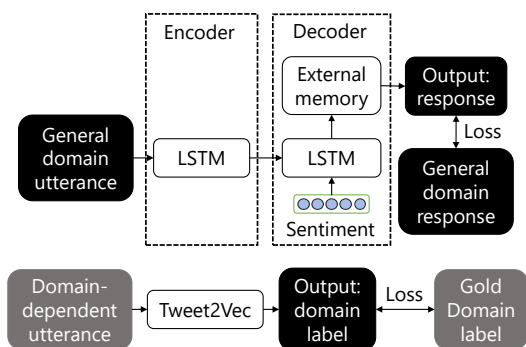 Encoder
Decoder
General
domain
utterance
LSTM
External
memory
LSTM
Sentiment
Output:
response
Loss
General
domain
response
Domain-
dependent
utterance
Tweet2Vec
Output:
domain
label
Loss
Gold
Domain
label